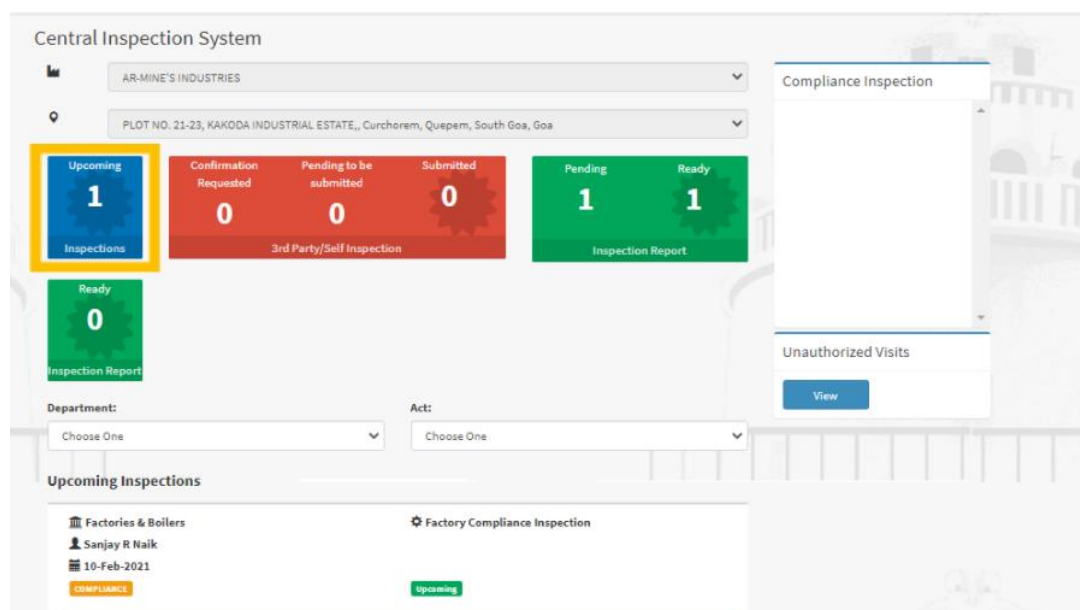 Central Inspection System
AR-MINE'S INDUSTRIES
PLOT NO. 21-23, KAKODA INDUSTRIAL ESTATE,, Curchorem, Quepem, South Goa, Goa
Upcoming
1
Inspections
Confirmation Requested
0
Pending to be submitted
0
Submitted
0
3rd Party/Self Inspection
Pending
1
Ready
1
Inspection Report
Ready
0
Inspection Report
Compliance Inspection
Unauthorized Visits
View
Department:
Choose One
Act:
Choose One
Upcoming Inspections
Factories & Boilers
Factory Compliance Inspection
Sanjay R Naik
10-Feb-2021
COMPLIANCE
Upcoming